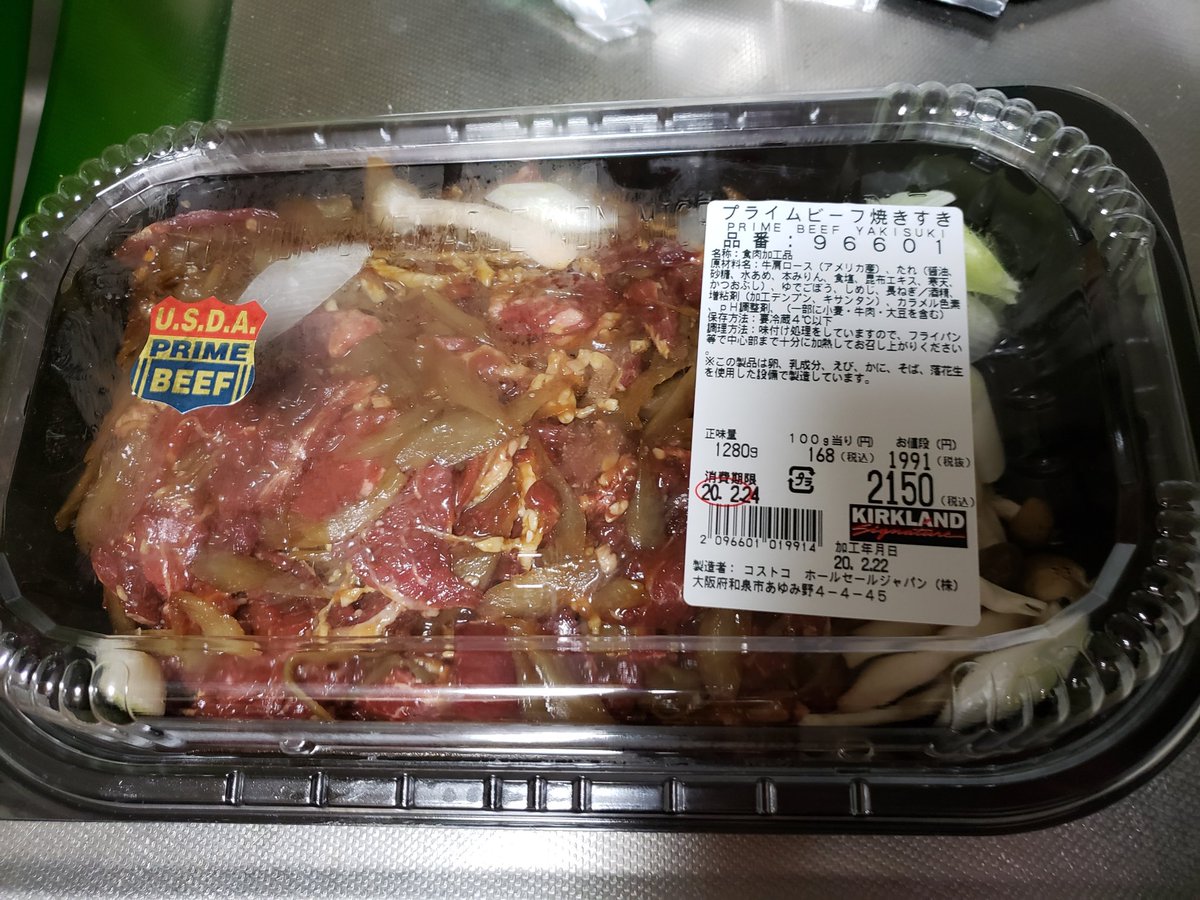 U.S.D.A.
PRIME
BEEF
プライムビーフ焼きすき
PRIME BEEF YAKISUKI
品番:96601
名称:食肉加工品
原材料名:牛肩ロース(アメリカ産)、たれ(醤油、
砂糖、水あめ、本みりん、食塩、昆布エキス、寒天、
かつおぶし)、ゆでごぼう、しめじ、長ねぎ/酒精、
増粘剤(加工デンプン、キサンタン)、カラメル色素
、pH調整剤、(一部に小麦・牛肉・大豆を含む)
保存方法:要冷蔵4℃以下
調理方法:味付け処理をしていますので、フライパン
等で中心部まで十分に加熱してお召し上がりください
。
※この製品は卵、乳成分、えび、かに、そば、落花生
を使用した設備で製造しています。
正味量 100g当り(円) お値段(円)
1280g 168(税込) 1991(税抜)
消費期限 プラ 2150(税込)
20. 2.24
KIRKLAND
Signature
2 096601 019914
加工年月日
20. 2.22
製造者: コストコ ホールセールジャパン(株)
大阪府和泉市あゆみ野4-4-45